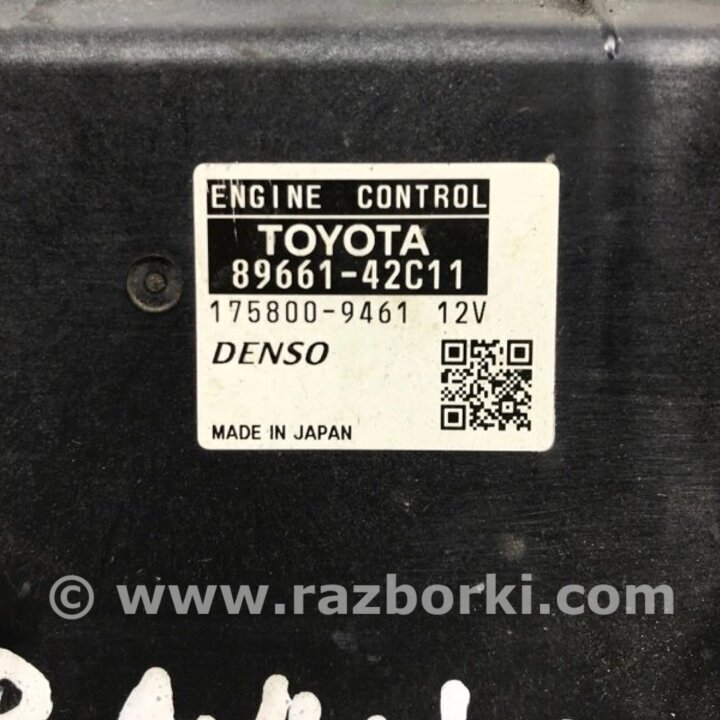 ENGINE CONTROL
TOYOTA
89661-42C11
175800-9461 12V
DENSO
MADE IN JAPAN
© www.razborki.com